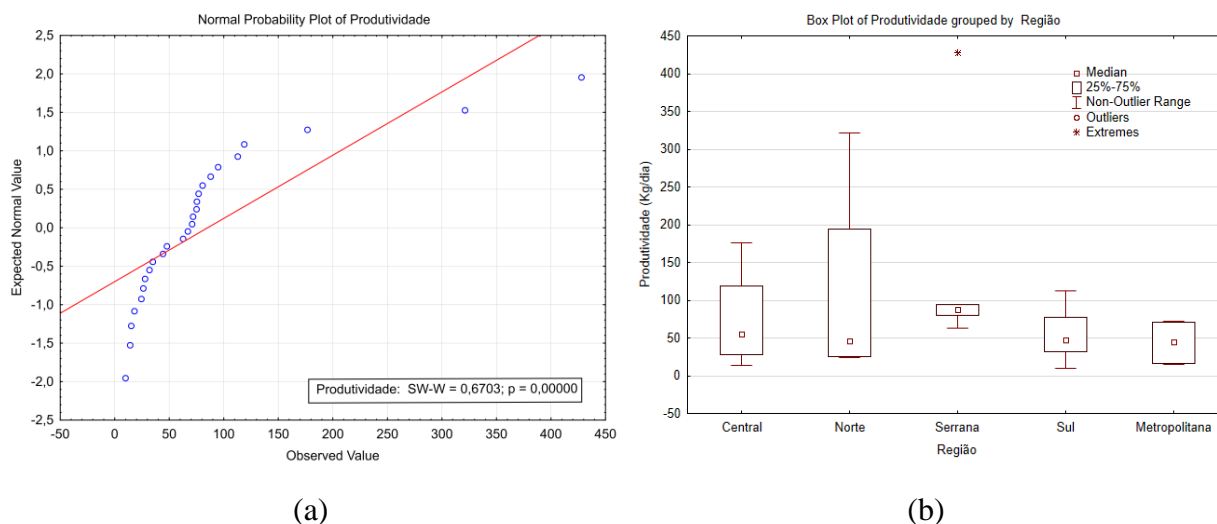 Normal Probability Plot of Produtividade
2,5
2,0
1,5
1,0
0,5
0,0
-0,5
-1,0
-1,5
-2,0
-2,5
Expected Normal Value
Produtividade: SW-W = 0,6703; p = 0,00000
-50 0 50 100 150 200 250 300 350 400 450
Observed Value
(a)
Box Plot of Produtividade grouped by Região
450
400
350
300
250
200
150
100
50
0
-50
Produtividade (Kg/dia)
Median
25%-75%
Non-Outlier Range
Outliers
Extremes
Central Norte Serrana Sul Metropolitana
Região
(b)